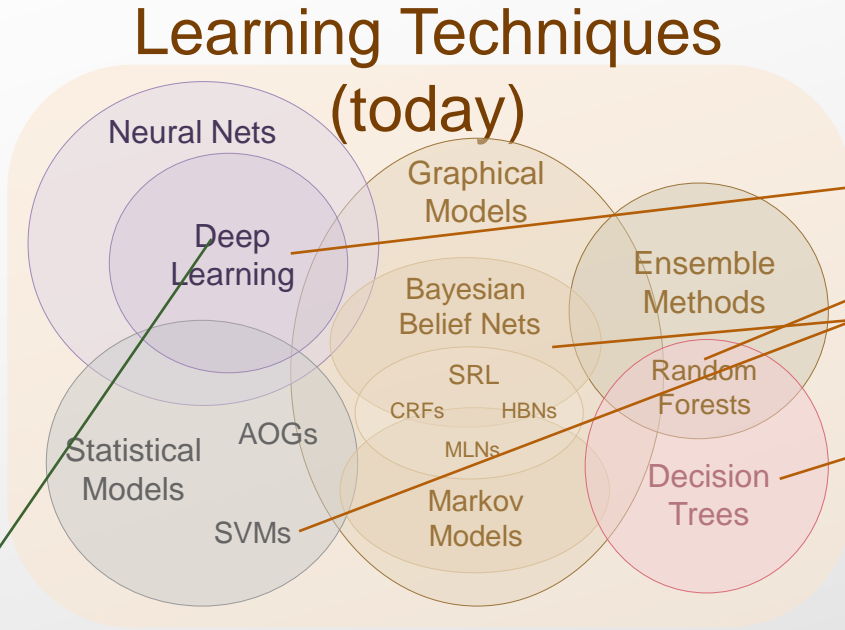 Learning Techniques
(today)
Neural Nets
Graphical
Models
Deep
Learning
Ensemble
Methods
Bayesian
Belief Nets
SRL
Random
Forests
CRFs HBNs
AOGs
Statistical
Models
MLNs
Decision
Trees
Markov
Models
SVMs